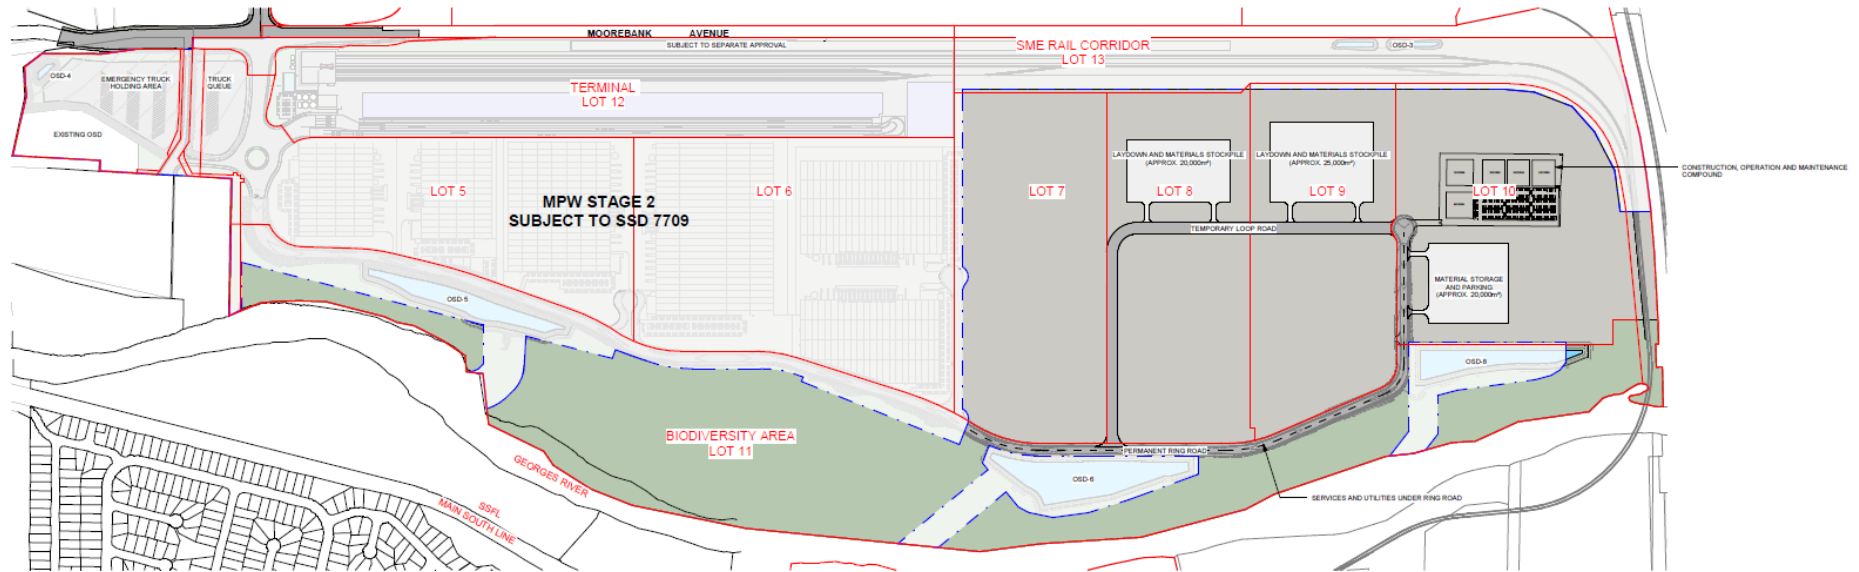 MOOREBANK AVENUE
SUBJECT TO SEPARATE APPROVAL
SME RAIL CORRIDOR
LOT 13
OSD-3
OSD-4
EMERGENCY TRUCK
HOLDING AREA
TRUCK
QUEUE
TERMINAL
LOT 12
EXISTING OSD
LOT 5
MPW STAGE 2
SUBJECT TO SSD 7709
LOT 6
LOT 7
LAYDOWN AND MATERIALS STOCKPILE
(APPROX. 20,000m²)
LOT 8
LAYDOWN AND MATERIALS STOCKPILE
(APPROX. 25,000m²)
LOT 9
LOT 10
CONSTRUCTION, OPERATION AND MAINTENANCE
COMPOUND
TEMPORARY LOOP ROAD
MATERIAL STORAGE
AND PARKING
(APPROX. 20,000m²)
OSD-5
OSD-8
BIODIVERSITY AREA
LOT 11
PERMANENT RING ROAD
OSD-6
SERVICES AND UTILITIES UNDER RING ROAD
GEORGES RIVER
SSFL
MAIN SOUTH LINE